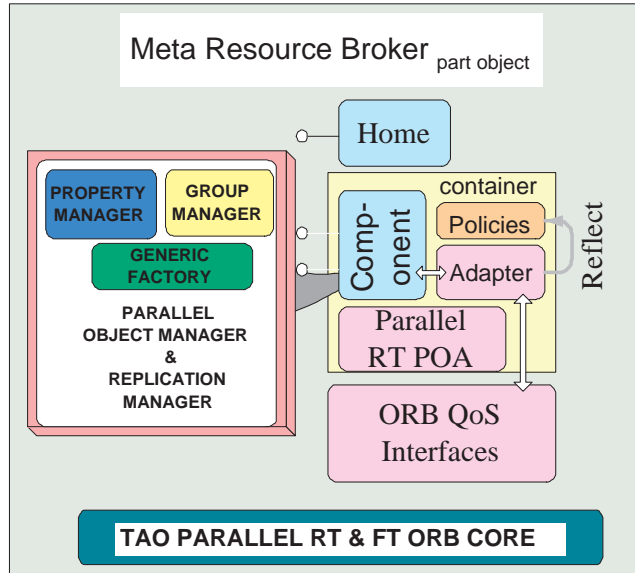 Meta Resource Broker part object
Home
container
PROPERTY
MANAGER
GROUP
MANAGER
GENERIC
FACTORY
PARALLEL
OBJECT MANAGER
&
REPLICATION
MANAGER
Comp-
onent
Policies
Adapter
Reflect
Parallel
RT POA
ORB QoS
Interfaces
TAO PARALLEL RT & FT ORB CORE